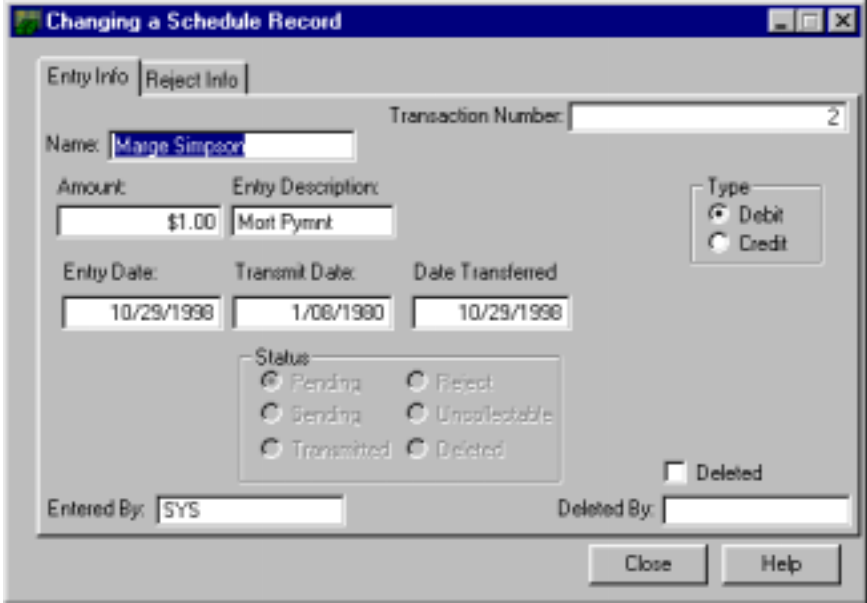 Changing a Schedule Record
Entry Info Reject Info
Transaction Number: 2
Name: Marge Simpson
Amount: Entry Description: Type
$1.00 Mort Pymnt Debit
Credit
Entry Date: Transmit Date: Date Transferred
10/29/1998 1/08/1980 10/29/1998
Status
Pending Reject
Sending Uncollectable
Transmitted Deleted
Deleted
Entered By: SYS Deleted By:
Close Help